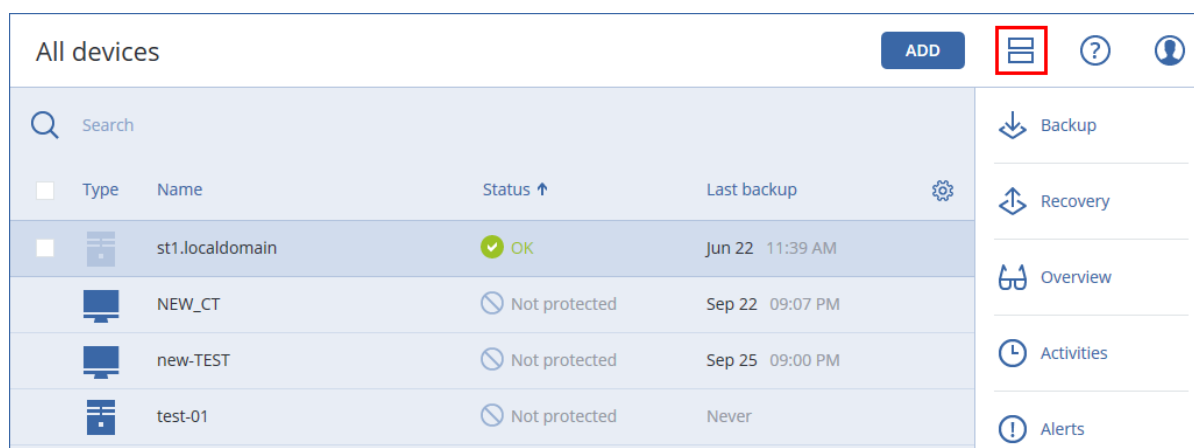 All devices
ADD
Search
Backup
Type Name Status Last backup
Recovery
st1.localdomain OK Jun 22 11:39 AM
Overview
NEW_CT Not protected Sep 22 09:07 PM
new-TEST Not protected Sep 25 09:00 PM
Activities
test-01 Not protected Never
Alerts